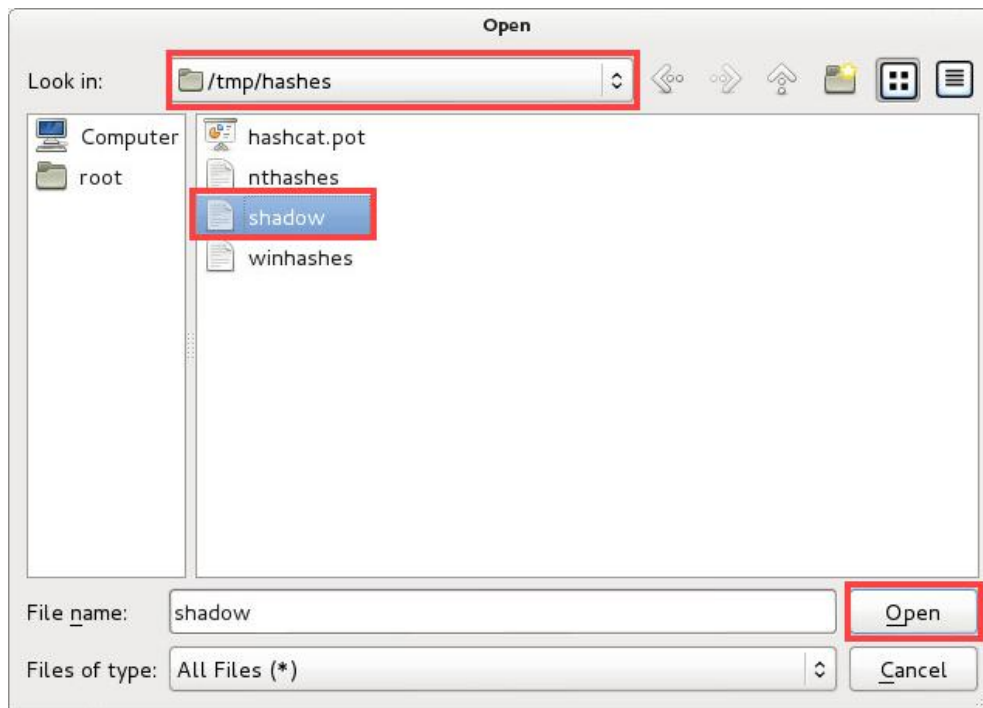 Open
Look in: /tmp/hashes
Computer
root
hashcat.pot
nthashes
shadow
winhashes
File name: shadow Open
Files of type: All Files (*) Cancel